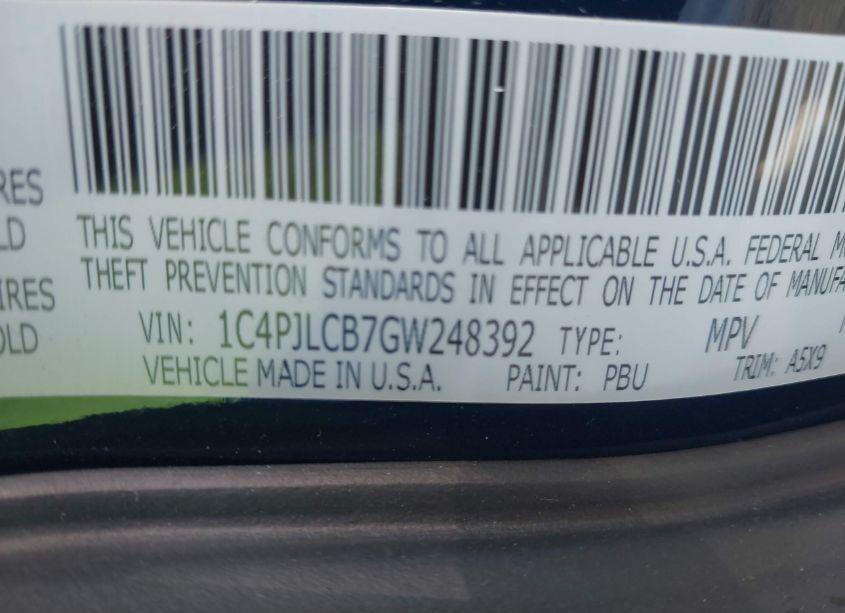 RES
LD
IRES
OLD
THIS VEHICLE CONFORMS TO ALL APPLICABLE U.S.A. FEDERAL M
THEFT PREVENTION STANDARDS IN EFFECT ON THE DATE OF MANUFA
VIN: 1C4PJLCB7GW248392 TYPE: MPV
VEHICLE MADE IN U.S.A. PAINT: PBU TRIM: A5X9